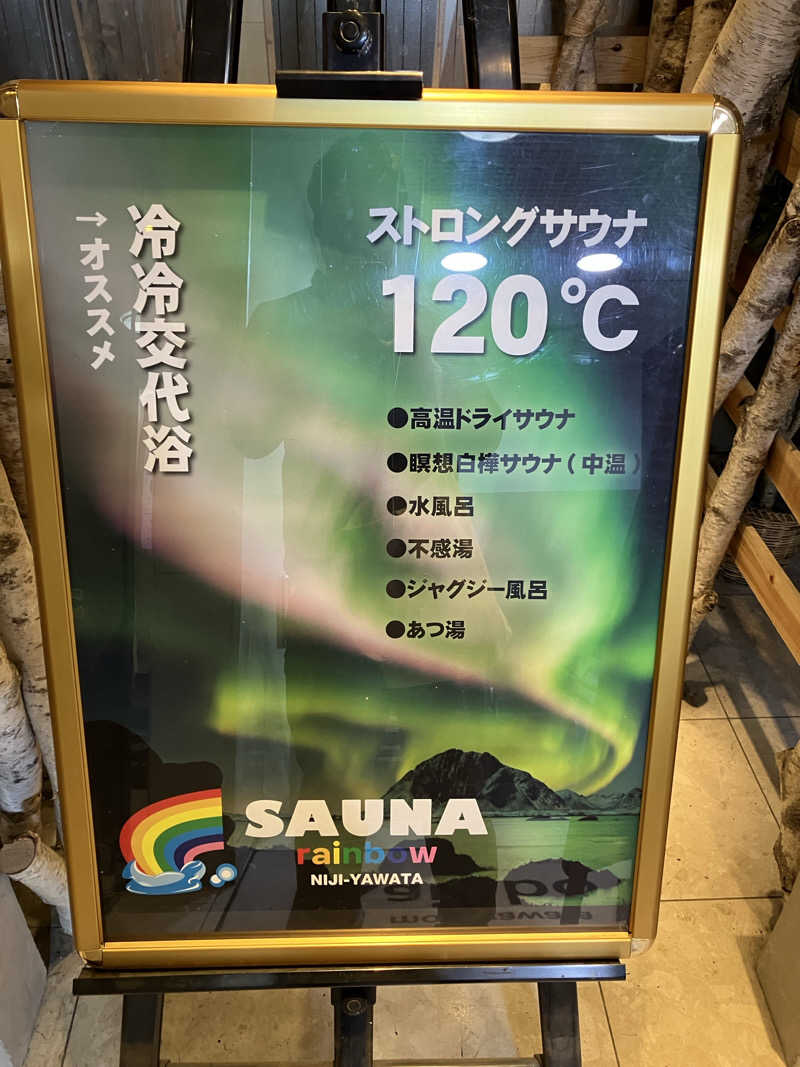 冷冷交代浴
→オススメ
ストロングサウナ
120℃
●高温ドライサウナ
●瞑想白樺サウナ(中温)
●水風呂
●不感湯
●ジャグジー風呂
●あつ湯
SAUNA
rainbow
NIJI-YAWATA